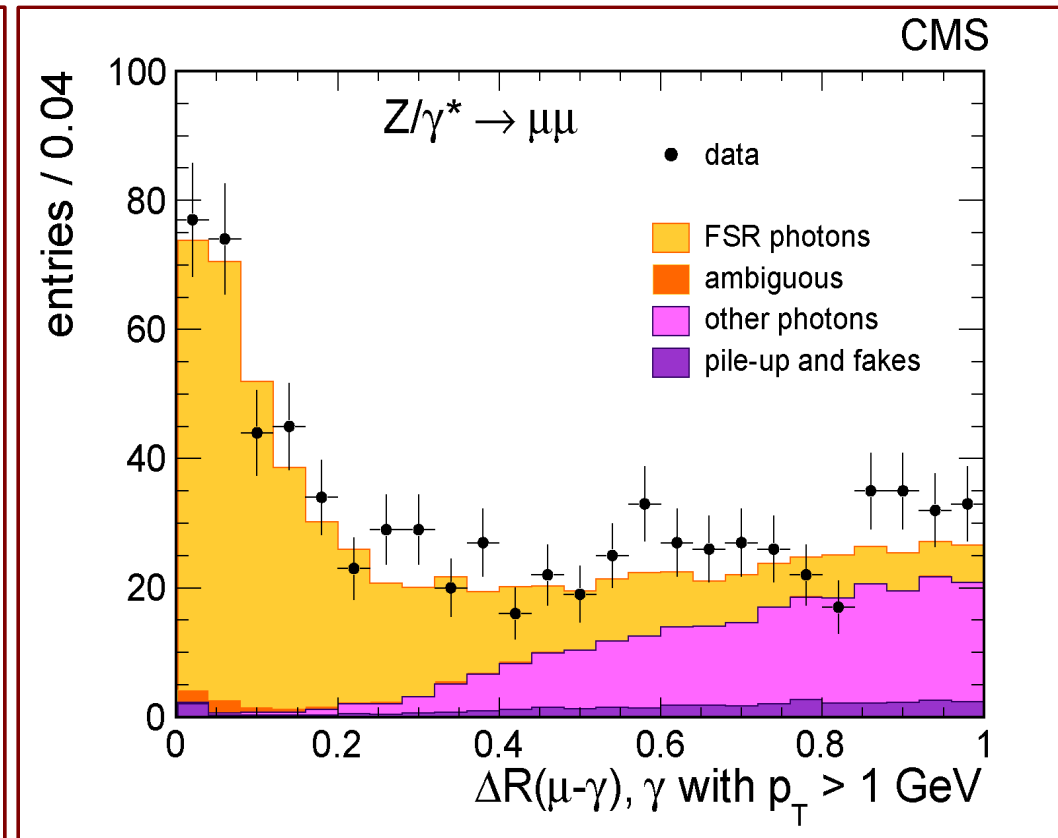 CMS
entries / 0.04
100
80
60
40
20
0
Z/γ* → μμ
data
FSR photons
ambiguous
other photons
pile-up and fakes
0 0.2 0.4 0.6 0.8 1
ΔR(μ-γ), γ with p_T > 1 GeV